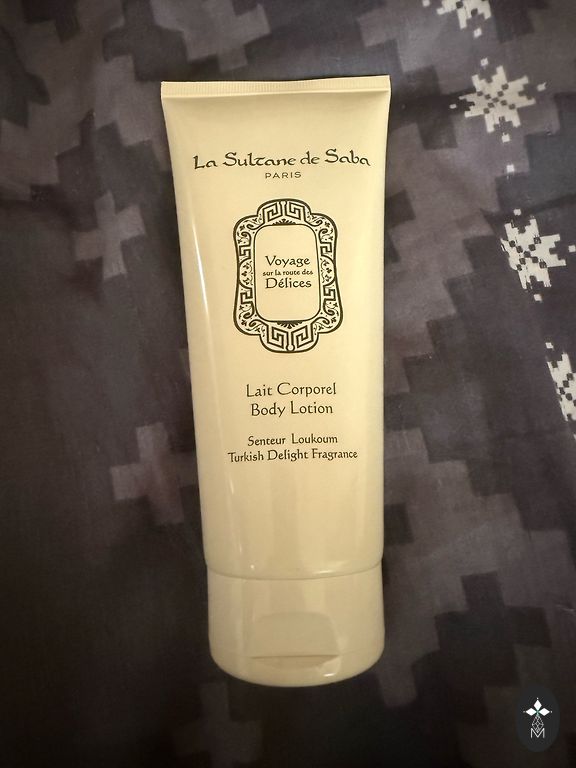 La Sultane de Saba
PARIS
Voyage
sur la route des
Délices
Lait Corporel
Body Lotion
Senteur Loukoum
Turkish Delight Fragrance
M